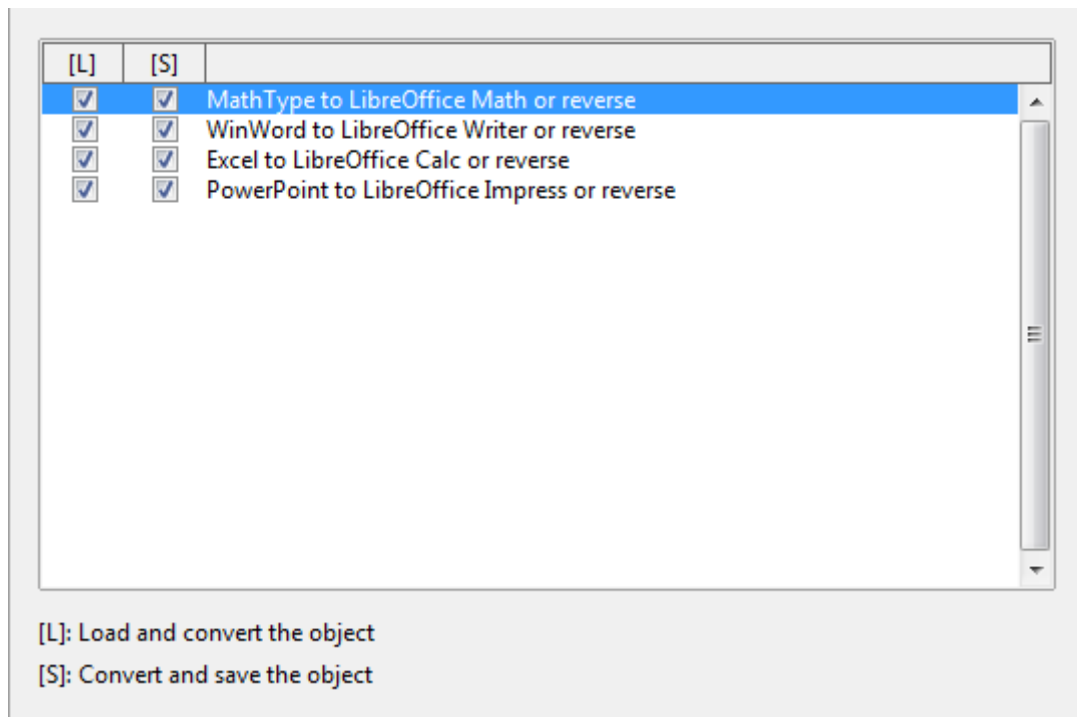 [L] [S]
MathType to LibreOffice Math or reverse
WinWord to LibreOffice Writer or reverse
Excel to LibreOffice Calc or reverse
PowerPoint to LibreOffice Impress or reverse
[L]: Load and convert the object
[S]: Convert and save the object